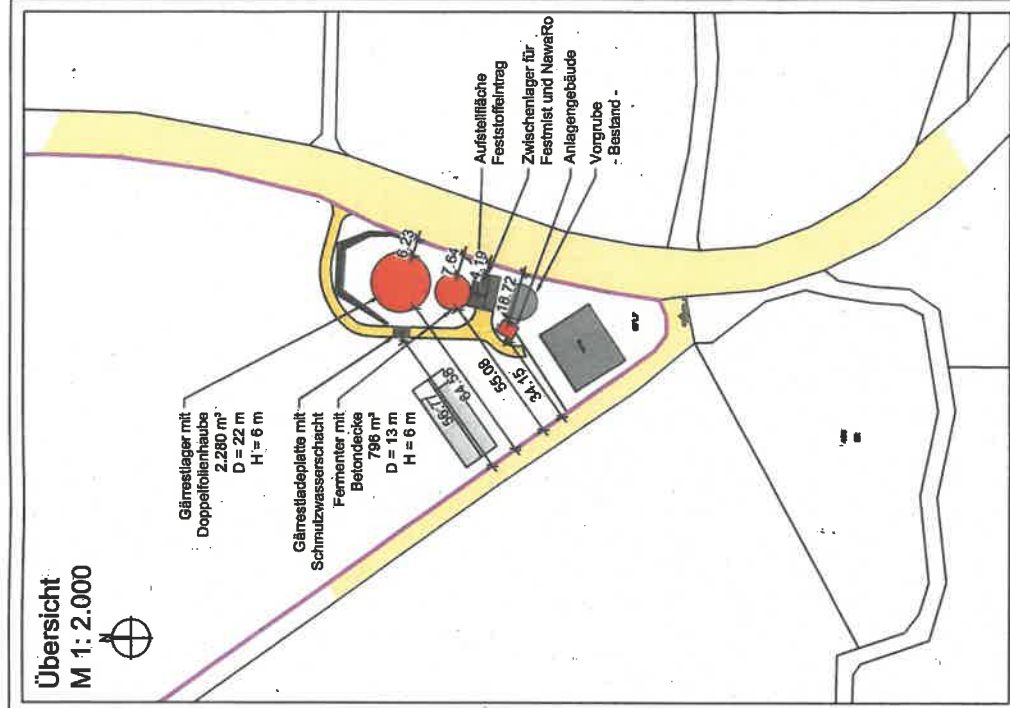 Übersicht
M 1: 2.000
N
Gärrestlager mit
Doppelfolienhaube
2.280 m³
D = 22 m
H = 6 m
Gärrestladeplatte mit
Schmutzwasserschacht
Fermenter mit
Betondecke
796 m³
D = 13 m
H = 6 m
Aufstellfläche
Feststoffeintrag
Zwischenlager für
Festmist und NawaRo
Anlagengebäude
Vorgrube
- Bestand -
6.23
7.64
4.19
18.72
56.77
64.58
55.08
34.15